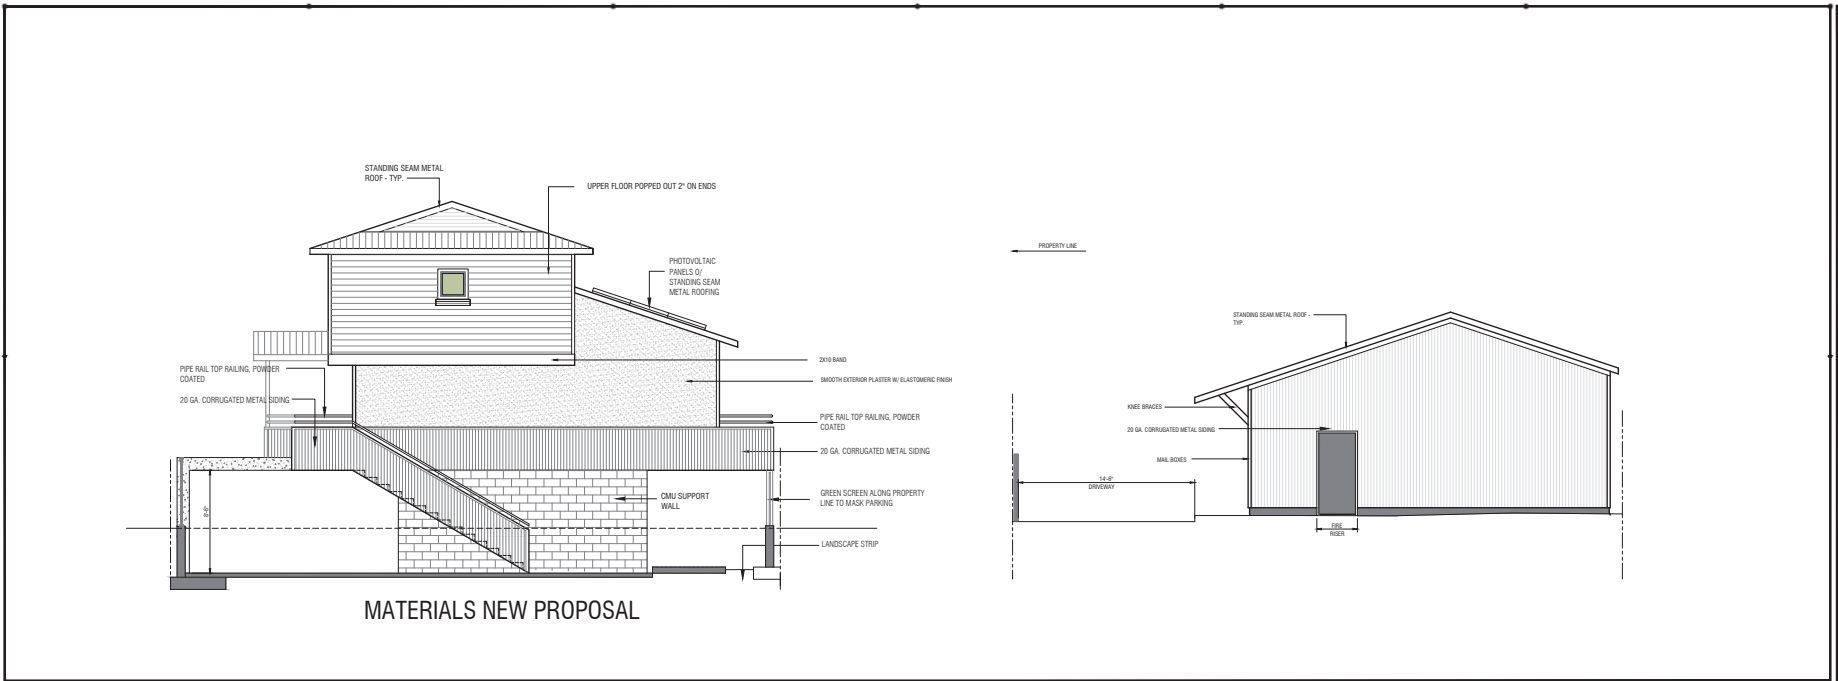 STANDING SEAM METAL
ROOF - TYP.
UPPER FLOOR POPPED OUT 2" ON ENDS
PHOTOVOLTAIC
PANELS O/
STANDING SEAM
METAL ROOFING
2X10 BAND
PIPE RAIL TOP RAILING, POWDER
COATED
SMOOTH EXTERIOR PLASTER W/ ELASTOMERIC FINISH
20 GA. CORRUGATED METAL SIDING
PIPE RAIL TOP RAILING, POWDER
COATED
20 GA. CORRUGATED METAL SIDING
CMU SUPPORT
WALL
GREEN SCREEN ALONG PROPERTY
LINE TO MASK PARKING
8'-6"
LANDSCAPE STRIP
MATERIALS NEW PROPOSAL
PROPERTY LINE
STANDING SEAM METAL ROOF -
TYP.
KNEE BRACES
20 GA. CORRUGATED METAL SIDING
MAIL BOXES
14'-6"
DRIVEWAY
FIRE
RISER